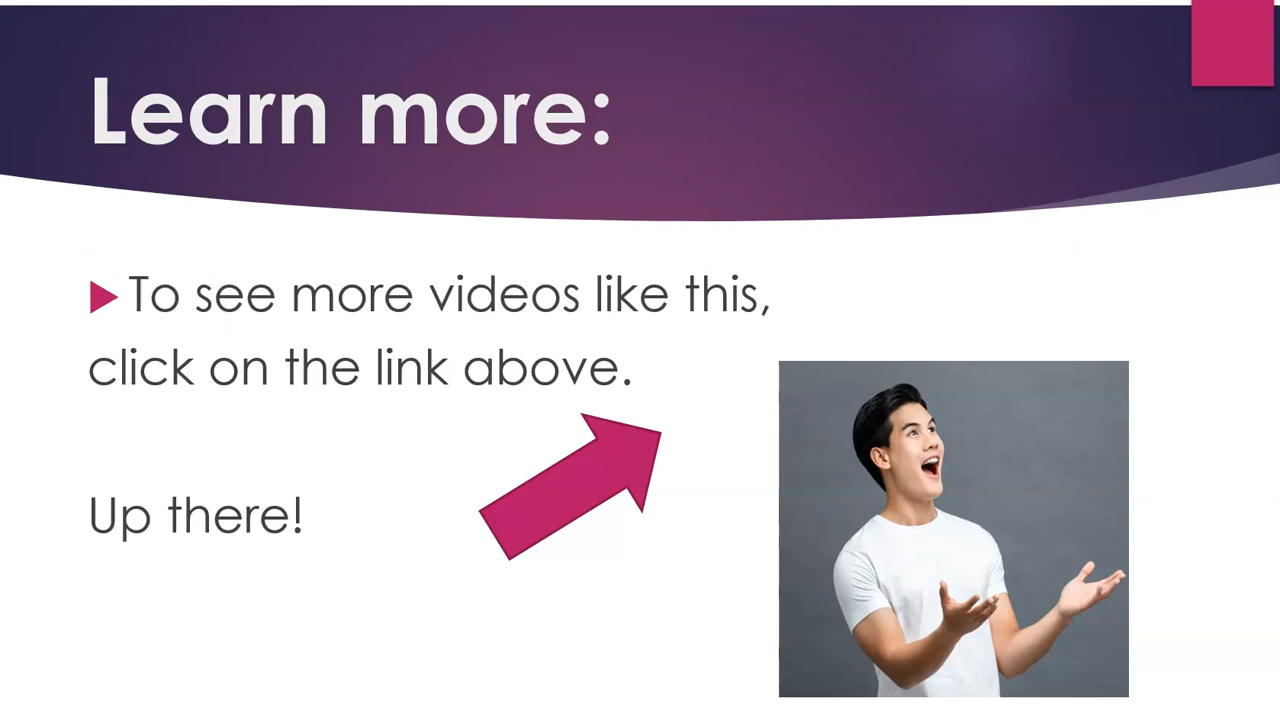 Learn more:
To see more videos like this,
click on the link above.
Up there!